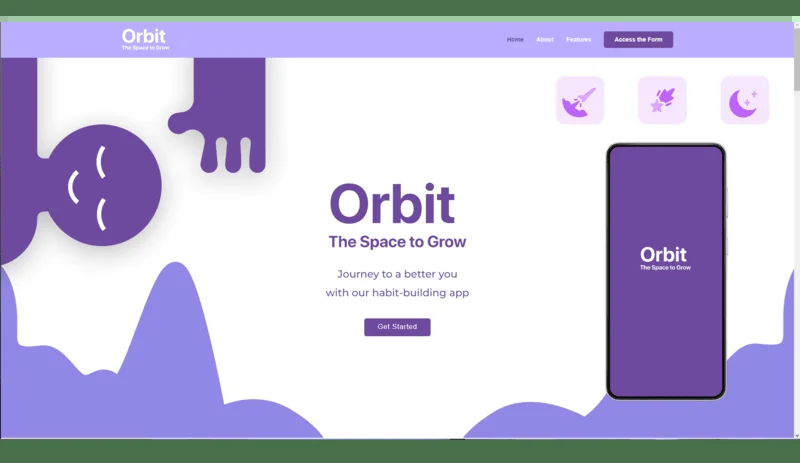 Orbit
The Space to Grow
Home About Features Access the Form
Orbit
The Space to Grow
Journey to a better you
with our habit-building app
Get Started
Orbit
The Space to Grow